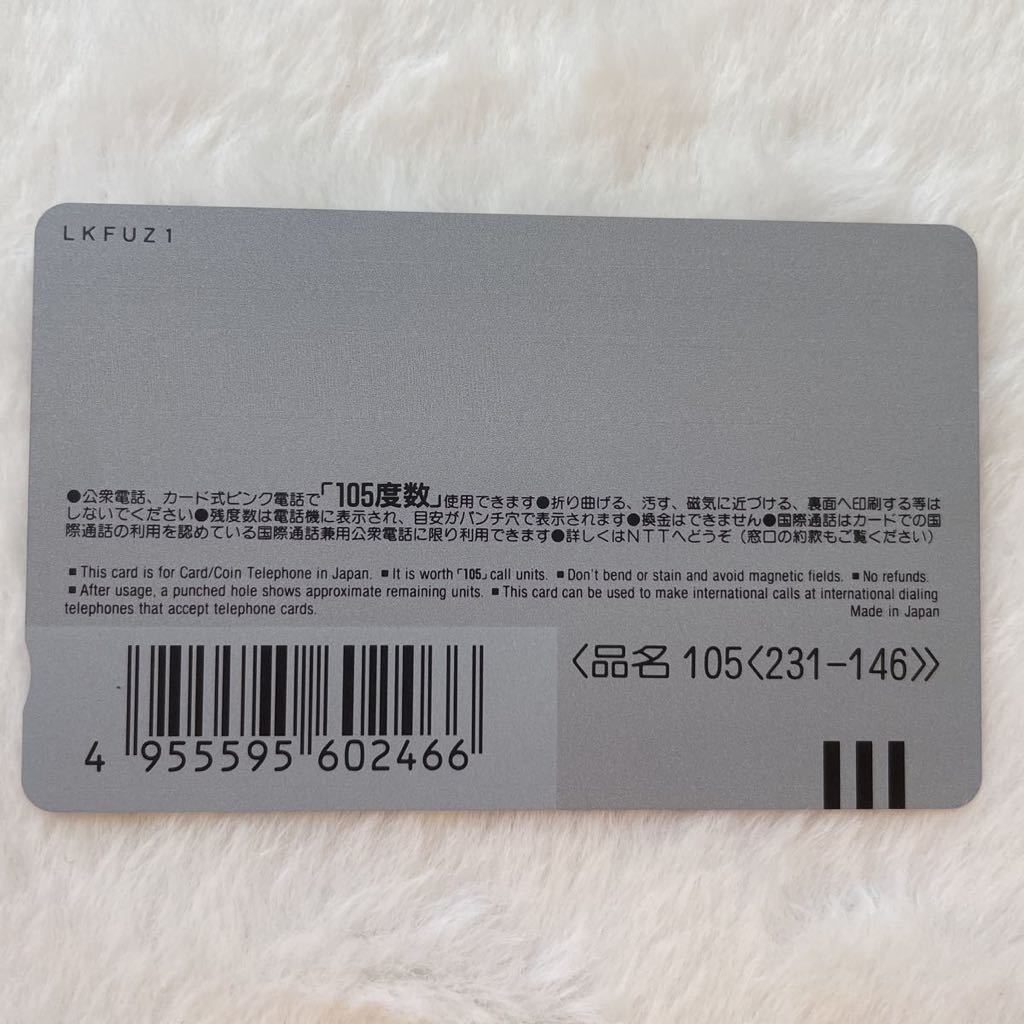 LKFUZ1
●公衆電話、カード式ピンク電話で「105度数」使用できます●折り曲げる、汚す、磁気に近づける、裏面へ印刷する等は
しないでください●残度数は電話機に表示され、目安がパンチ穴で表示されます●換金はできません●国際通話はカードでの国
際通話の利用を認めている国際通話兼用公衆電話に限り利用できます●詳しくはNTTへどうぞ（窓口の約款もご覧ください）
■ This card is for Card/Coin Telephone in Japan. ■ It is worth「105」call units. ■ Don't bend or stain and avoid magnetic fields. ■ No refunds.
■ After usage, a punched hole shows approximate remaining units. ■ This card can be used to make international calls at international dialing
telephones that accept telephone cards. Made in Japan
〈品名 105〈231-146〉〉
4 955595 602466